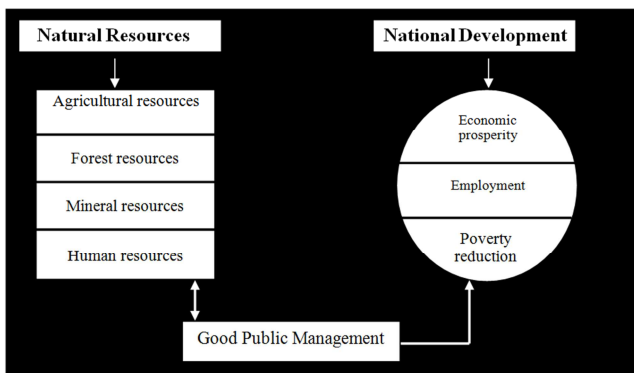 Natural Resources
National Development
Agricultural resources
Forest resources
Mineral resources
Human resources
Economic
prosperity
Employment
Poverty
reduction
Good Public Management